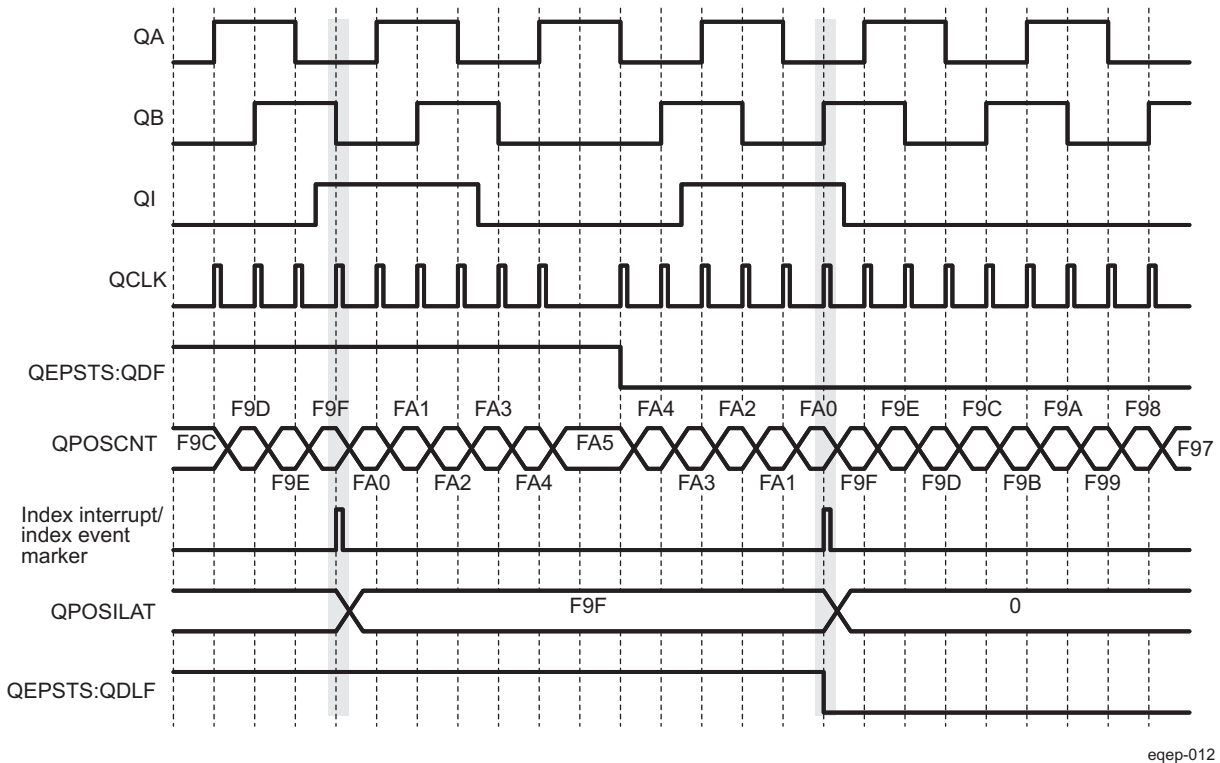 QA
QB
QI
QCLK
QEPSTS:QDF
F9D F9F FA1 FA3 FA4 FA2 FA0 F9E F9C F9A F98
QPOSCNT F9C FA5 F97
F9E FA0 FA2 FA4 FA3 FA1 F9F F9D F9B F99
Index interrupt/
index event
marker
QPOSILAT F9F 0
QEPSTS:QDLF
eqep-012